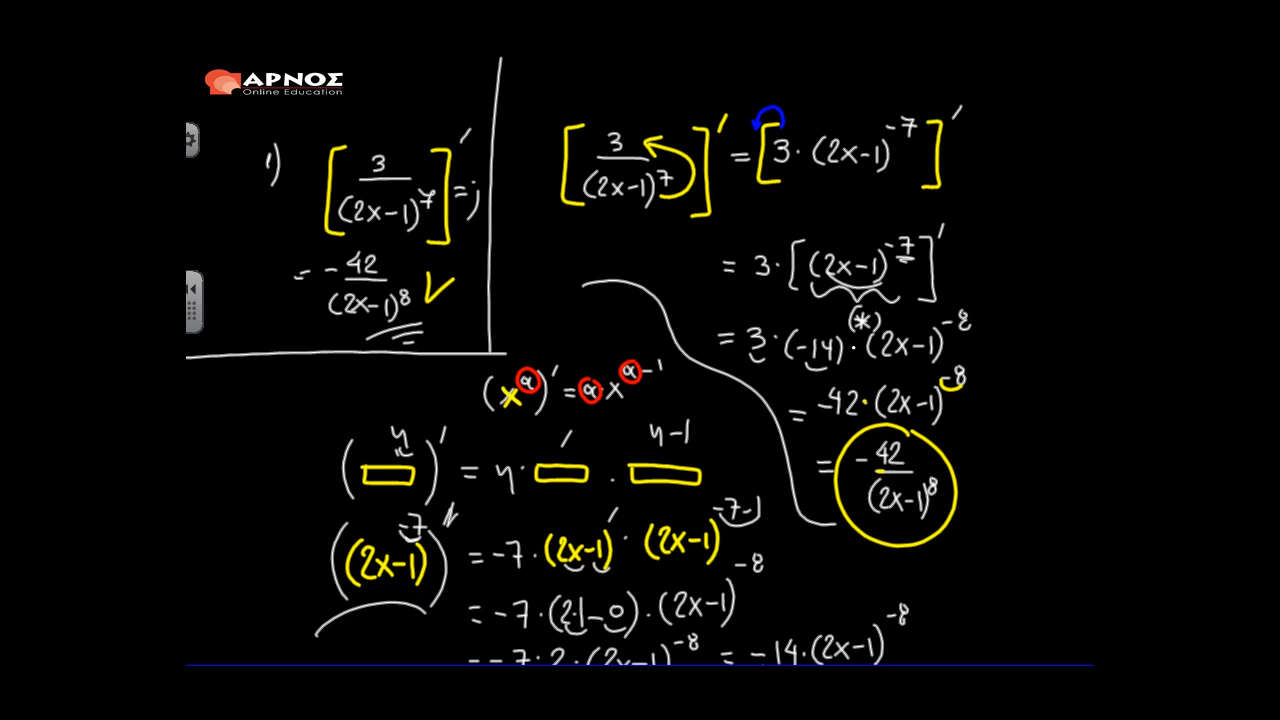 ΑΡΝΟΣ
Online Education
1) [3/(2x-1)^7]' = ;
= -42/(2x-1)^8
[3/(2x-1)^7]' = [3·(2x-1)^-7]'
= 3·[(2x-1)^-7]'
(*)
= 3·(-14)·(2x-1)^-8
= -42·(2x-1)^-8
= -42/(2x-1)^8
(x^α)' = α x^α-1
( ^ν)' = ν· ' · ^ν-1
((2x-1)^-7)' = -7·(2x-1)'·(2x-1)^-7-1
= -7·(2·1-0)·(2x-1)^-8
= -7·2·(2x-1)^-8 = -14·(2x-1)^-8